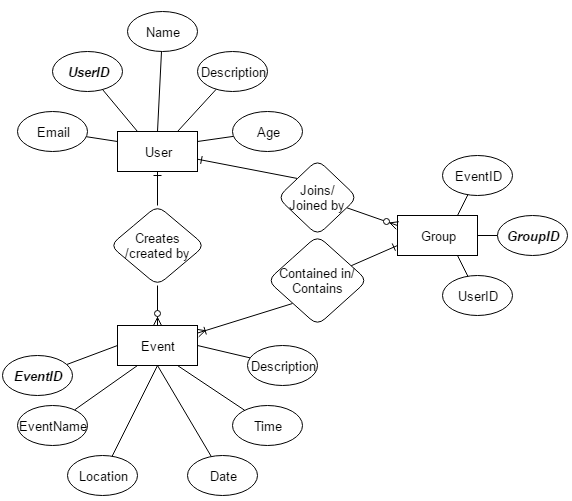 Name
UserID
Description
Email
Age
User
Joins/
Joined by
EventID
GroupID
Group
UserID
Creates
/created by
Contained in/
Contains
Event
Description
EventID
EventName
Time
Location
Date